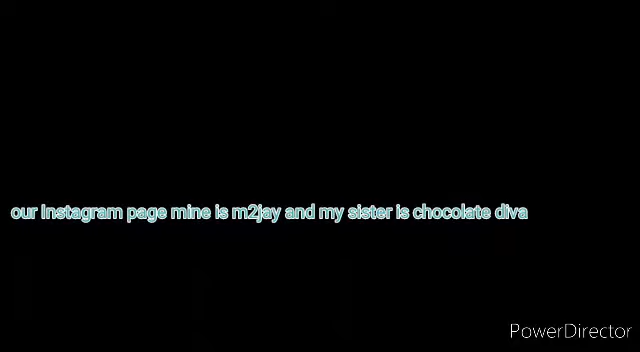 our Instagram page mine is m2jay and my sister is chocolate diva
PowerDirector